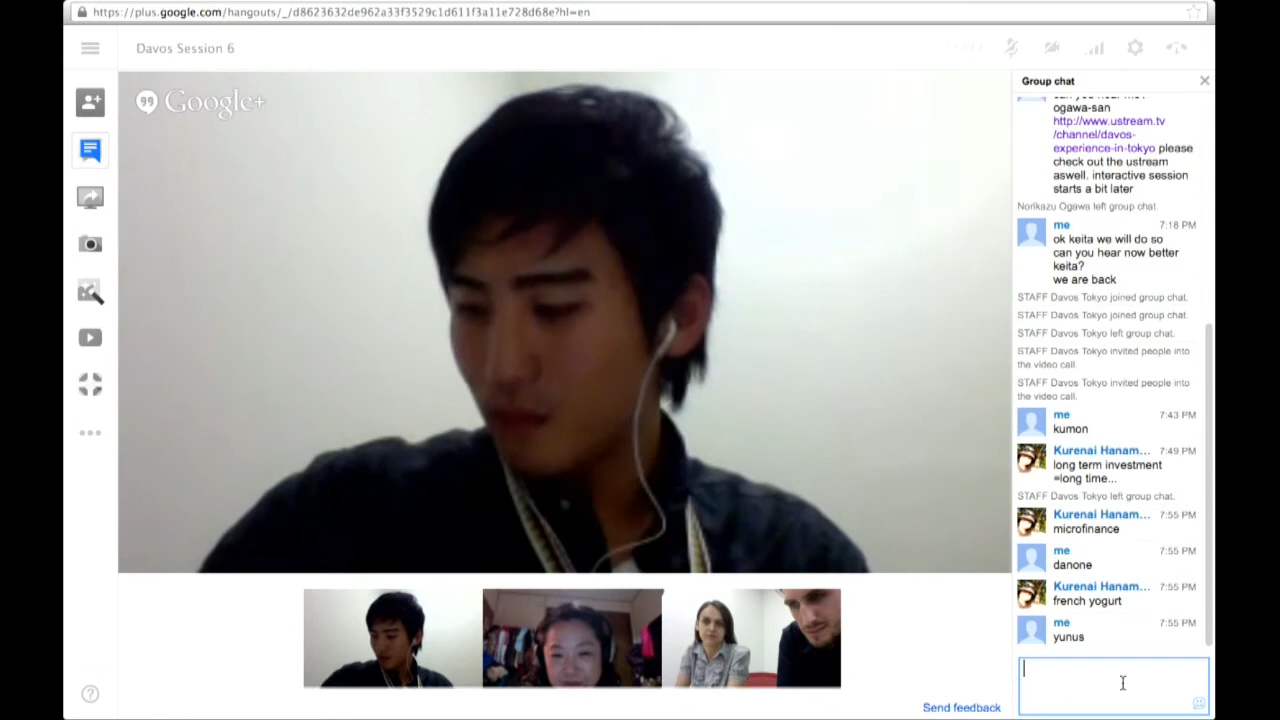 https://plus.google.com/hangouts/_/d8623632de962a33f3529c1d611f3a11e728d68e?hl=en
Davos Session 6
Google+
Group chat
ogawa-san
http://www.ustream.tv
/channel/davos-
experience-in-tokyo please
check out the ustream
aswell. interactive session
starts a bit later
Norikazu Ogawa left group chat.
me 7:18 PM
ok keita we will do so
can you hear now better
keita?
we are back
STAFF Davos Tokyo joined group chat.
STAFF Davos Tokyo joined group chat.
STAFF Davos Tokyo left group chat.
STAFF Davos Tokyo invited people into
the video call.
STAFF Davos Tokyo invited people into
the video call.
me 7:43 PM
kumon
Kurenai Hanam... 7:49 PM
long term investment
=long time...
STAFF Davos Tokyo left group chat.
Kurenai Hanam... 7:55 PM
microfinance
me 7:55 PM
danone
Kurenai Hanam... 7:55 PM
french yogurt
me 7:55 PM
yunus
Send feedback